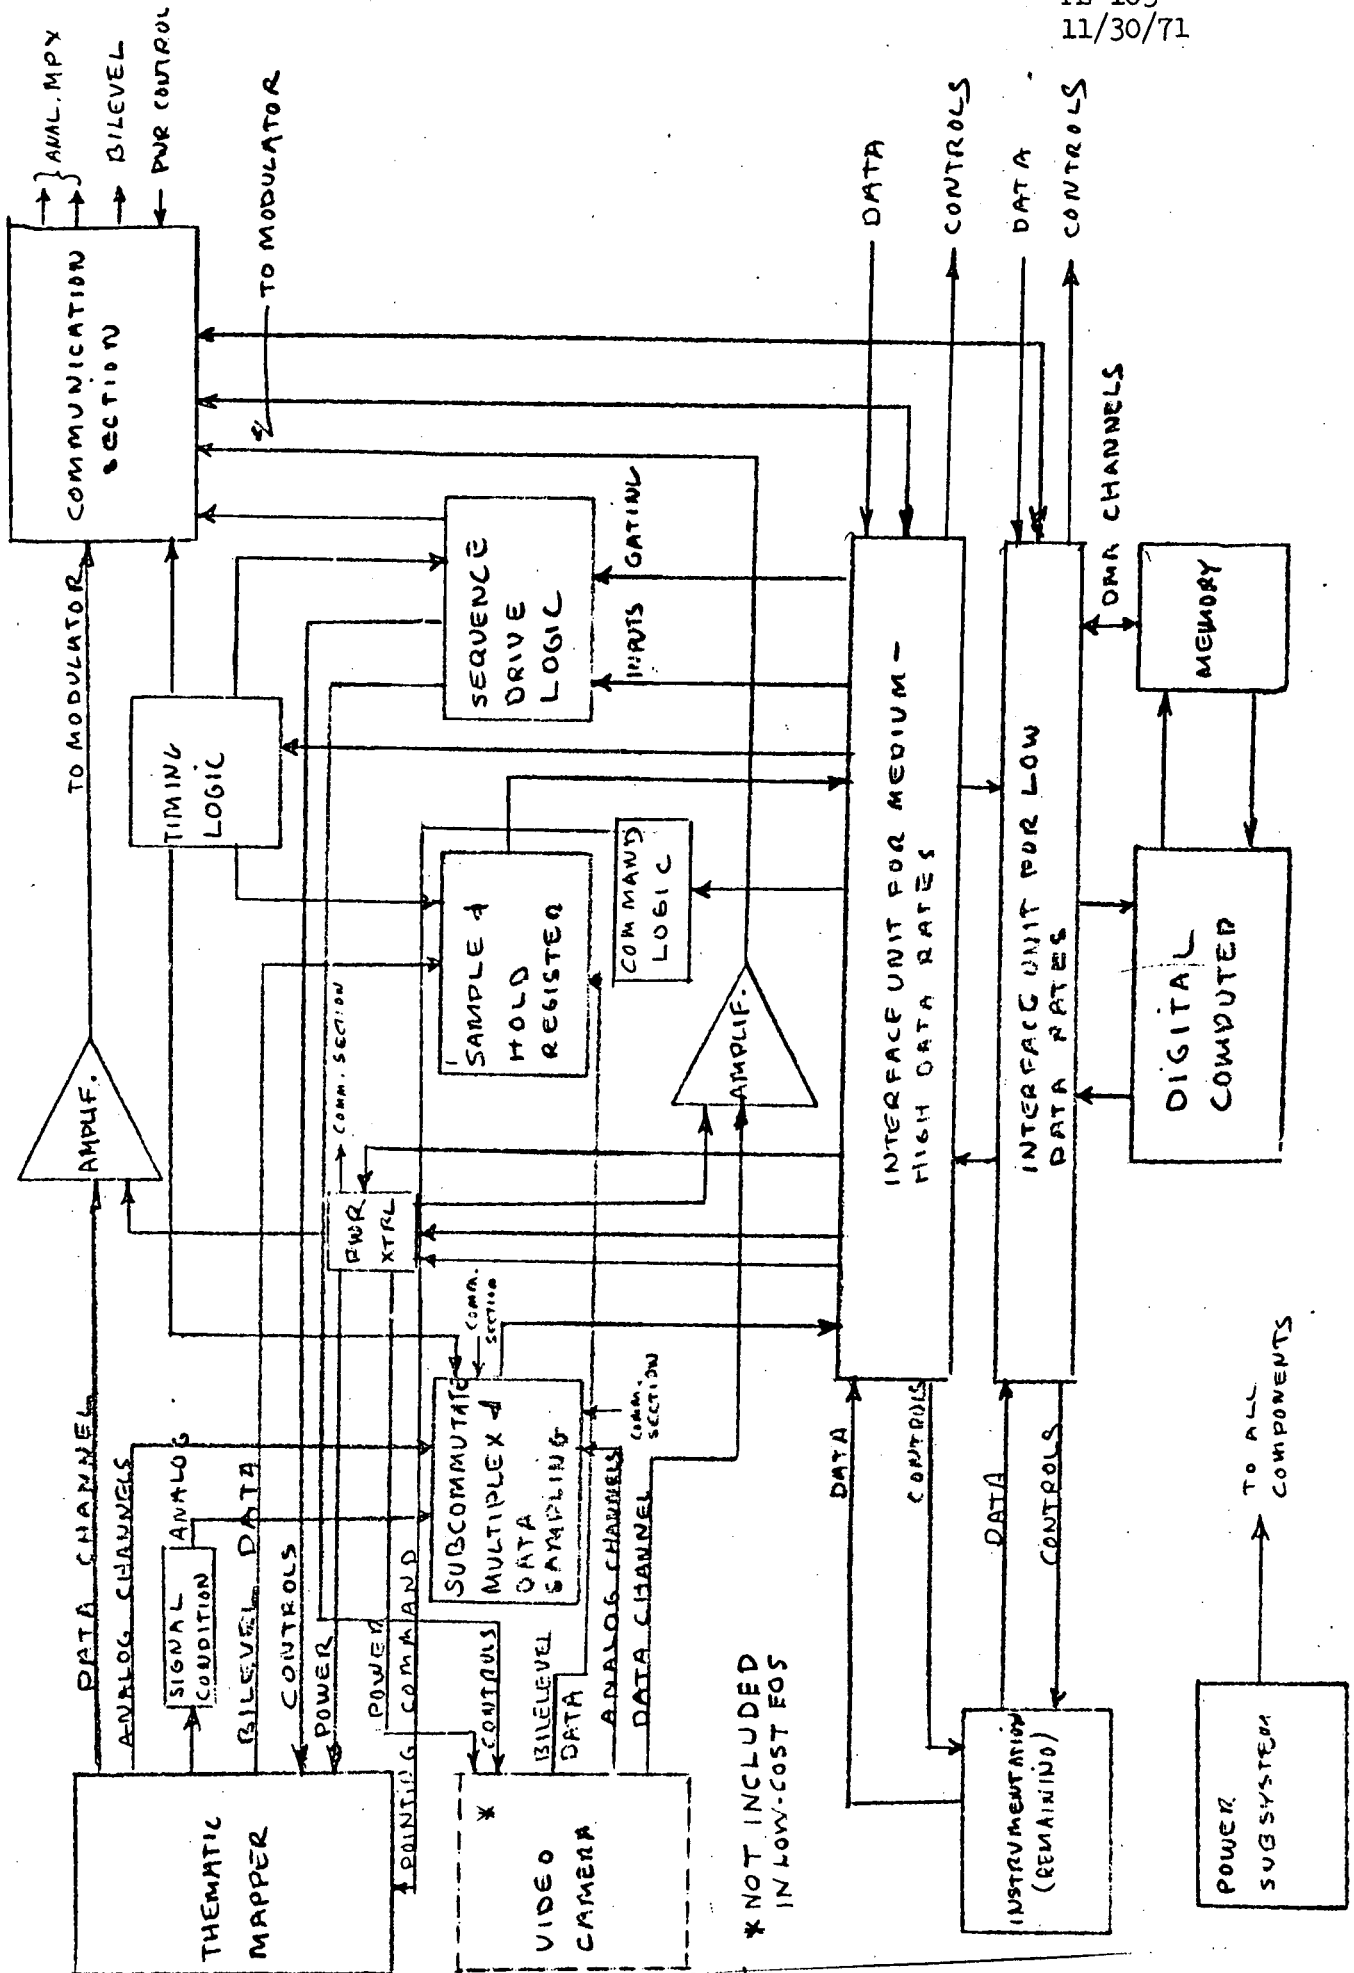 11/30/71
ANAL. MPX
BILEVEL
PWR CONTROL
COMMUNICATION
SECTION
TO MODULATOR
TO MODULATOR
AMPLIF.
TIMING
LOGIC
SEQUENCE
DRIVE
LOGIC
INPUTS
GATING
SAMPLE &
HOLD
REGISTER
COMMAND
LOGIC
COMM. SECTION
PWR
XTRL
AMPLIF.
COMM.
SECTION
SUBCOMMUTATE
MULTIPLEX &
DATA
SAMPLING
COMM.
SECTION
DATA CHANNEL
ANALOG CHANNELS
SIGNAL
CONDITION
ANALOG
BILEVEL DATA
CONTROLS
POWER
POWER
POINTING COMMAND
CONTROLS
BILELEVEL
DATA
ANALOG CHANNELS
DATA CHANNEL
THEMATIC
MAPPER
*
VIDEO
CAMERA
* NOT INCLUDED
IN LOW-COST EOS
INTERFACE UNIT FOR MEDIUM -
HIGH DATA RATES
DATA
CONTROLS
DATA
CONTROLS
INTERFACE UNIT FOR LOW
DATA RATES
DATA
CONTROLS
DATA
CONTROLS
DMA CHANNELS
MEMORY
DIGITAL
COMPUTER
INSTRUMENTATION
(REMAINING)
POWER
SUBSYSTEM
TO ALL
COMPONENTS